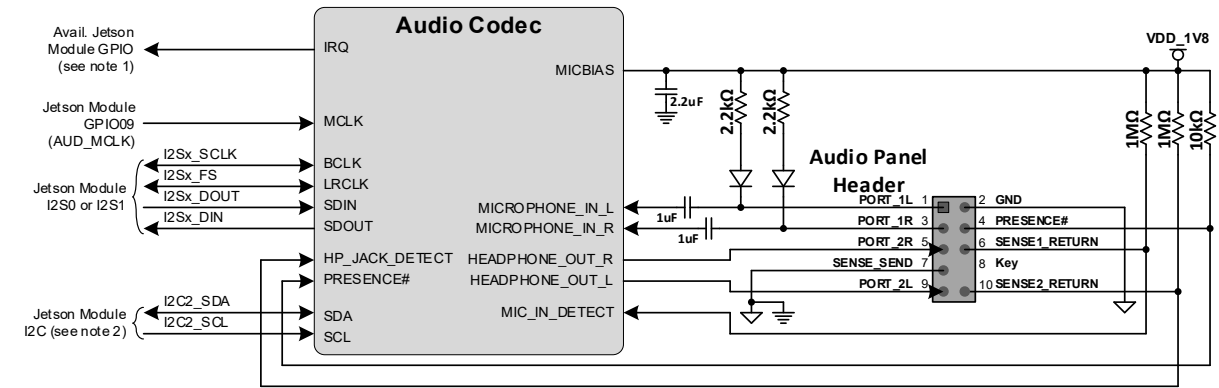 Audio Codec
Avail. Jetson
Module GPIO
(see note 1)
IRQ
VDD_1V8
MICBIAS
2.2uF
2.2kΩ
2.2kΩ
1MΩ
1MΩ
10kΩ
Jetson Module
GPIO09
(AUD_MCLK)
MCLK
Jetson Module
I2S0 or I2S1
I2Sx_SCLK
I2Sx_FS
I2Sx_DOUT
I2Sx_DIN
BCLK
LRCLK
SDIN
SDOUT
MICROPHONE_IN_L
MICROPHONE_IN_R
1uF
1uF
Audio Panel
Header
PORT_1L 1
2 GND
PORT_1R 3
4 PRESENCE#
PORT_2R 5
6 SENSE1_RETURN
SENSE_SEND 7
8 Key
PORT_2L 9
10 SENSE2_RETURN
HP_JACK_DETECT
PRESENCE#
HEADPHONE_OUT_R
HEADPHONE_OUT_L
MIC_IN_DETECT
Jetson Module
I2C (see note 2)
I2C2_SDA
I2C2_SCL
SDA
SCL